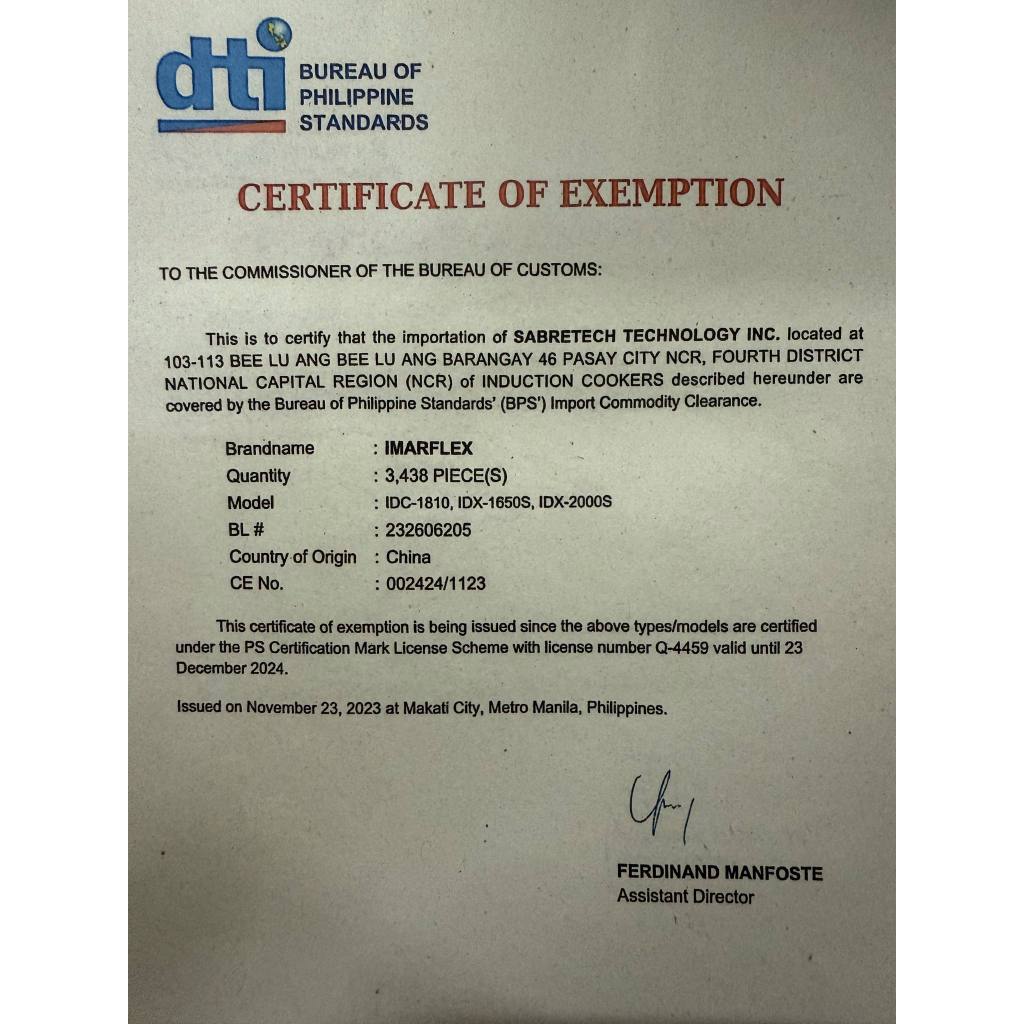 dti
BUREAU OF
PHILIPPINE
STANDARDS
CERTIFICATE OF EXEMPTION
TO THE COMMISSIONER OF THE BUREAU OF CUSTOMS:
This is to certify that the importation of SABRETECH TECHNOLOGY INC. located at
103-113 BEE LU ANG BEE LU ANG BARANGAY 46 PASAY CITY NCR, FOURTH DISTRICT
NATIONAL CAPITAL REGION (NCR) of INDUCTION COOKERS described hereunder are
covered by the Bureau of Philippine Standards' (BPS') Import Commodity Clearance.
Brandname : IMARFLEX
Quantity : 3,438 PIECE(S)
Model : IDC-1810, IDX-1650S, IDX-2000S
BL # : 232606205
Country of Origin : China
CE No. : 002424/1123
This certificate of exemption is being issued since the above types/models are certified
under the PS Certification Mark License Scheme with license number Q-4459 valid until 23
December 2024.
Issued on November 23, 2023 at Makati City, Metro Manila, Philippines.
FERDINAND MANFOSTE
Assistant Director